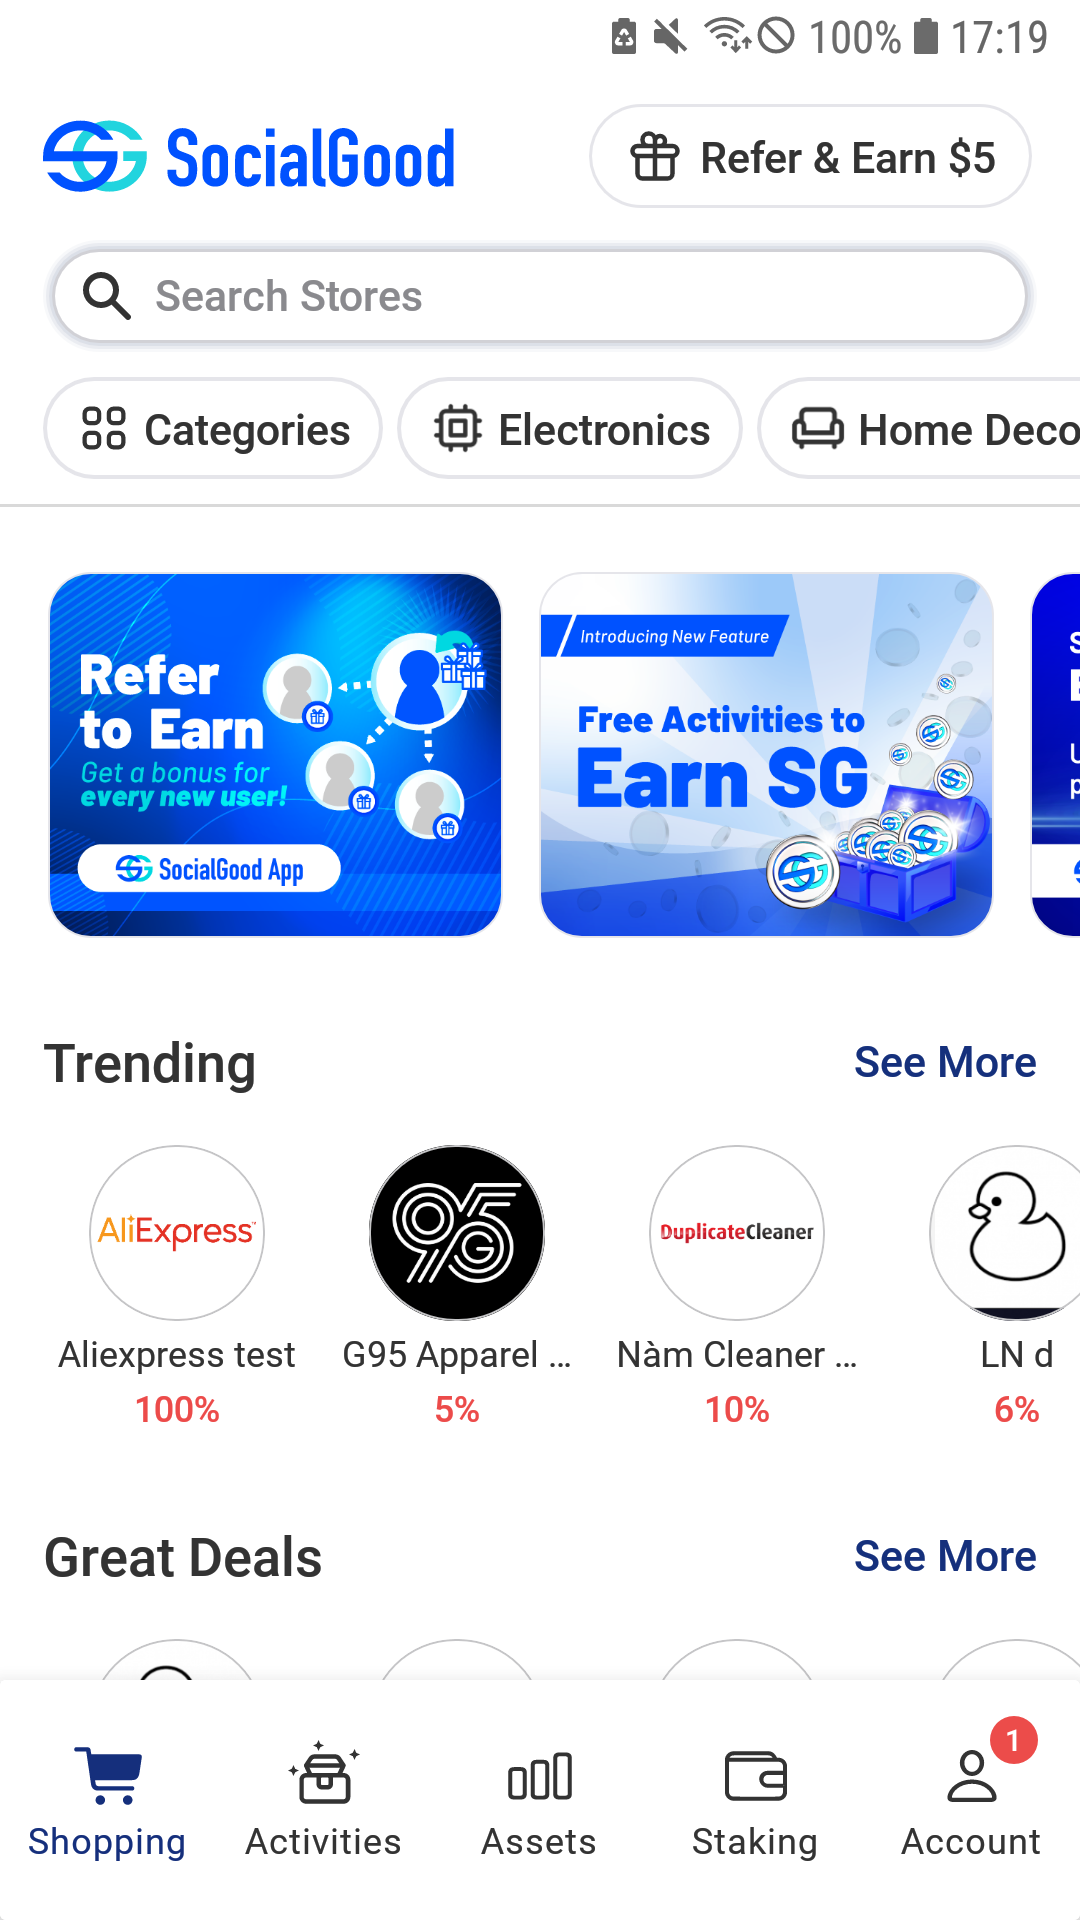 100% 17:19
SocialGood
Refer & Earn $5
Search Stores
Categories
Electronics
Home Deco
Refer
to Earn
Get a bonus for
every new user!
SocialGood App
Introducing New Feature
Free Activities to
Earn SG
Trending
See More
AliExpress
95
G
DuplicateCleaner
Aliexpress test
G95 Apparel ...
Nàm Cleaner ...
LN d
100%
5%
10%
6%
Great Deals
See More
1
Shopping
Activities
Assets
Staking
Account